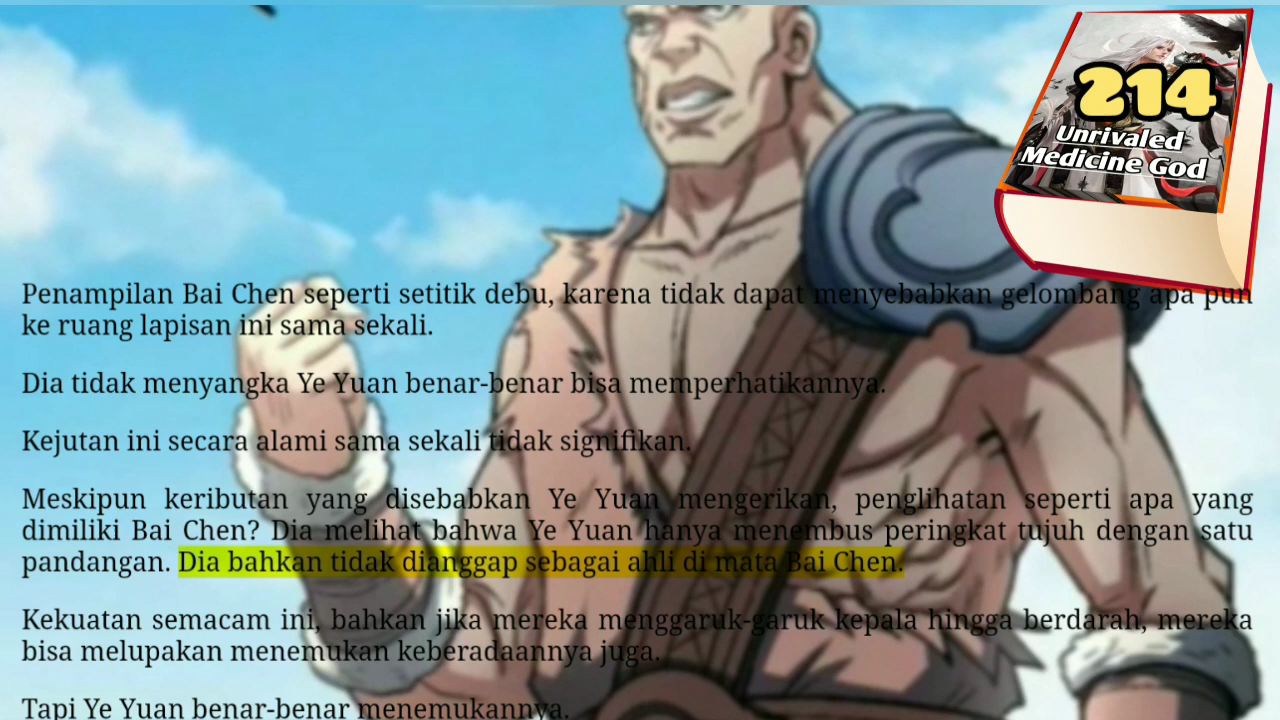 214
Unrivaled
Medicine God
Penampilan Bai Chen seperti setitik debu, karena tidak dapat menyebabkan gelombang apa pun
ke ruang lapisan ini sama sekali.
Dia tidak menyangka Ye Yuan benar-benar bisa memperhatikannya.
Kejutan ini secara alami sama sekali tidak signifikan.
Meskipun keributan yang disebabkan Ye Yuan mengerikan, penglihatan seperti apa yang
dimiliki Bai Chen? Dia melihat bahwa Ye Yuan hanya menembus peringkat tujuh dengan satu
pandangan. Dia bahkan tidak dianggap sebagai ahli di mata Bai Chen.
Kekuatan semacam ini, bahkan jika mereka menggaruk-garuk kepala hingga berdarah, mereka
bisa melupakan menemukan keberadaannya juga.
Tapi Ye Yuan benar-benar menemukannya.